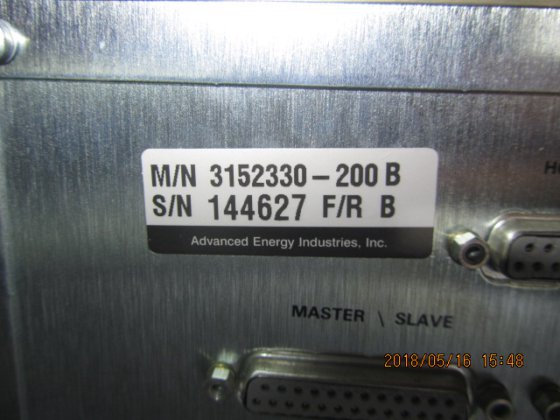 M/N 3152330-200 B
S/N 144627 F/R B
Advanced Energy Industries, Inc.
MASTER \ SLAVE
2018/05/16 15:48